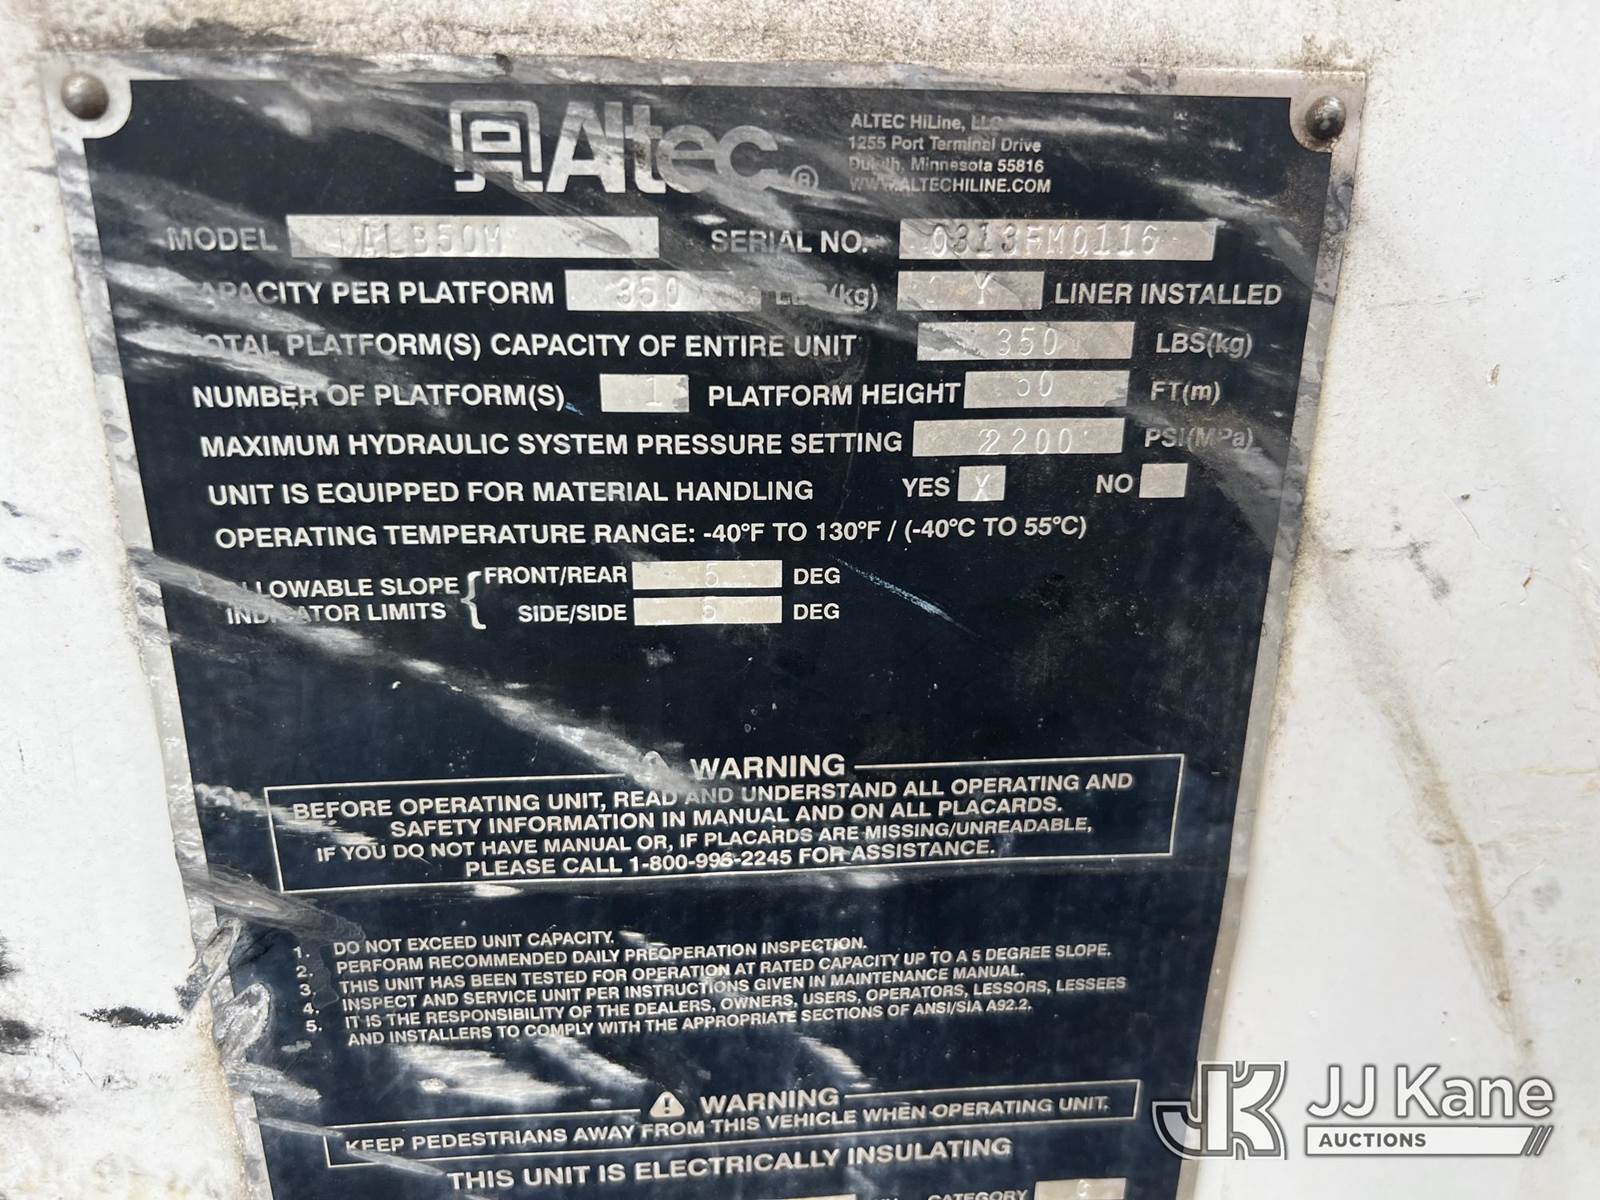 Altec®
ALTEC HiLine, LLC
1255 Port Terminal Drive
Duluth, Minnesota 55816
WWW.ALTECHILINE.COM
MODEL SERIAL NO. 0313FM0116
CAPACITY PER PLATFORM 350 LBS(kg) Y LINER INSTALLED
TOTAL PLATFORM(S) CAPACITY OF ENTIRE UNIT 350 LBS(kg)
NUMBER OF PLATFORM(S) 1 PLATFORM HEIGHT 50 FT(m)
MAXIMUM HYDRAULIC SYSTEM PRESSURE SETTING 2200 PSI(MPa)
UNIT IS EQUIPPED FOR MATERIAL HANDLING YES X NO
OPERATING TEMPERATURE RANGE: -40°F TO 130°F / (-40°C TO 55°C)
ALLOWABLE SLOPE INDICATOR LIMITS { FRONT/REAR 5 DEG
SIDE/SIDE 5 DEG
WARNING
BEFORE OPERATING UNIT, READ AND UNDERSTAND ALL OPERATING AND
SAFETY INFORMATION IN MANUAL AND ON ALL PLACARDS.
IF YOU DO NOT HAVE MANUAL OR, IF PLACARDS ARE MISSING/UNREADABLE,
PLEASE CALL 1-800-996-2245 FOR ASSISTANCE.
1. DO NOT EXCEED UNIT CAPACITY.
2. PERFORM RECOMMENDED DAILY PREOPERATION INSPECTION.
3. THIS UNIT HAS BEEN TESTED FOR OPERATION AT RATED CAPACITY UP TO A 5 DEGREE SLOPE.
4. INSPECT AND SERVICE UNIT PER INSTRUCTIONS GIVEN IN MAINTENANCE MANUAL.
5. IT IS THE RESPONSIBILITY OF THE DEALERS, OWNERS, USERS, OPERATORS, LESSORS, LESSEES
AND INSTALLERS TO COMPLY WITH THE APPROPRIATE SECTIONS OF ANSI/SIA A92.2.
⚠ WARNING
KEEP PEDESTRIANS AWAY FROM THIS VEHICLE WHEN OPERATING UNIT.
THIS UNIT IS ELECTRICALLY INSULATING
CATEGORY
JK JJ Kane
AUCTIONS